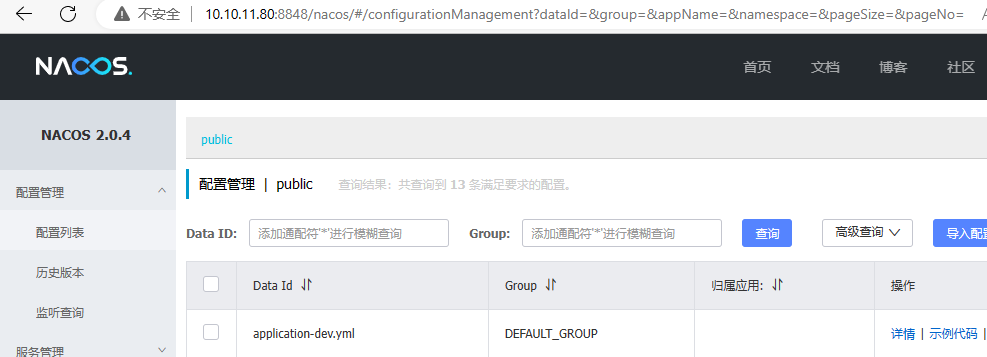 不安全 10.10.11.80:8848/nacos/#/configurationManagement?dataId=&group=&appName=&namespace=&pageSize=&pageNo=
NACOS. 首页 文档 博客 社区
NACOS 2.0.4
public
配置管理
配置管理 | public 查询结果：共查询到 13 条满足要求的配置。
配置列表
Data ID: 添加通配符'*'进行模糊查询 Group: 添加通配符'*'进行模糊查询 查询 高级查询 导入配置
历史版本
Data Id Group 归属应用: 操作
监听查询
application-dev.yml DEFAULT_GROUP 详情 | 示例代码 |
服务管理